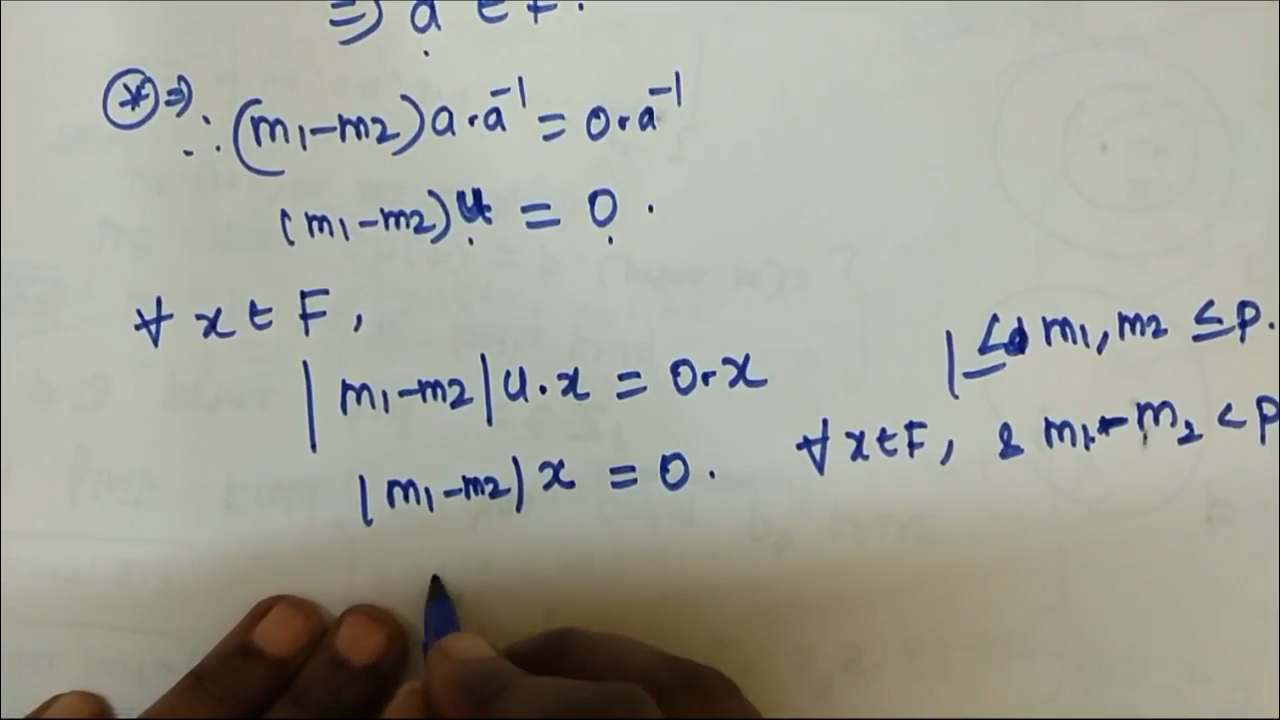 ⇒ a ∈ F.
(*)⇒ ∴ (m1-m2)a·a⁻¹ = 0·a⁻¹
(m1-m2)u = 0.
∀ x ∈ F,
(m1-m2)u·x = 0·x
1 ≤ m1, m2 ≤ p.
(m1-m2)x = 0. ∀ x ∈ F, & m1-m2 < p